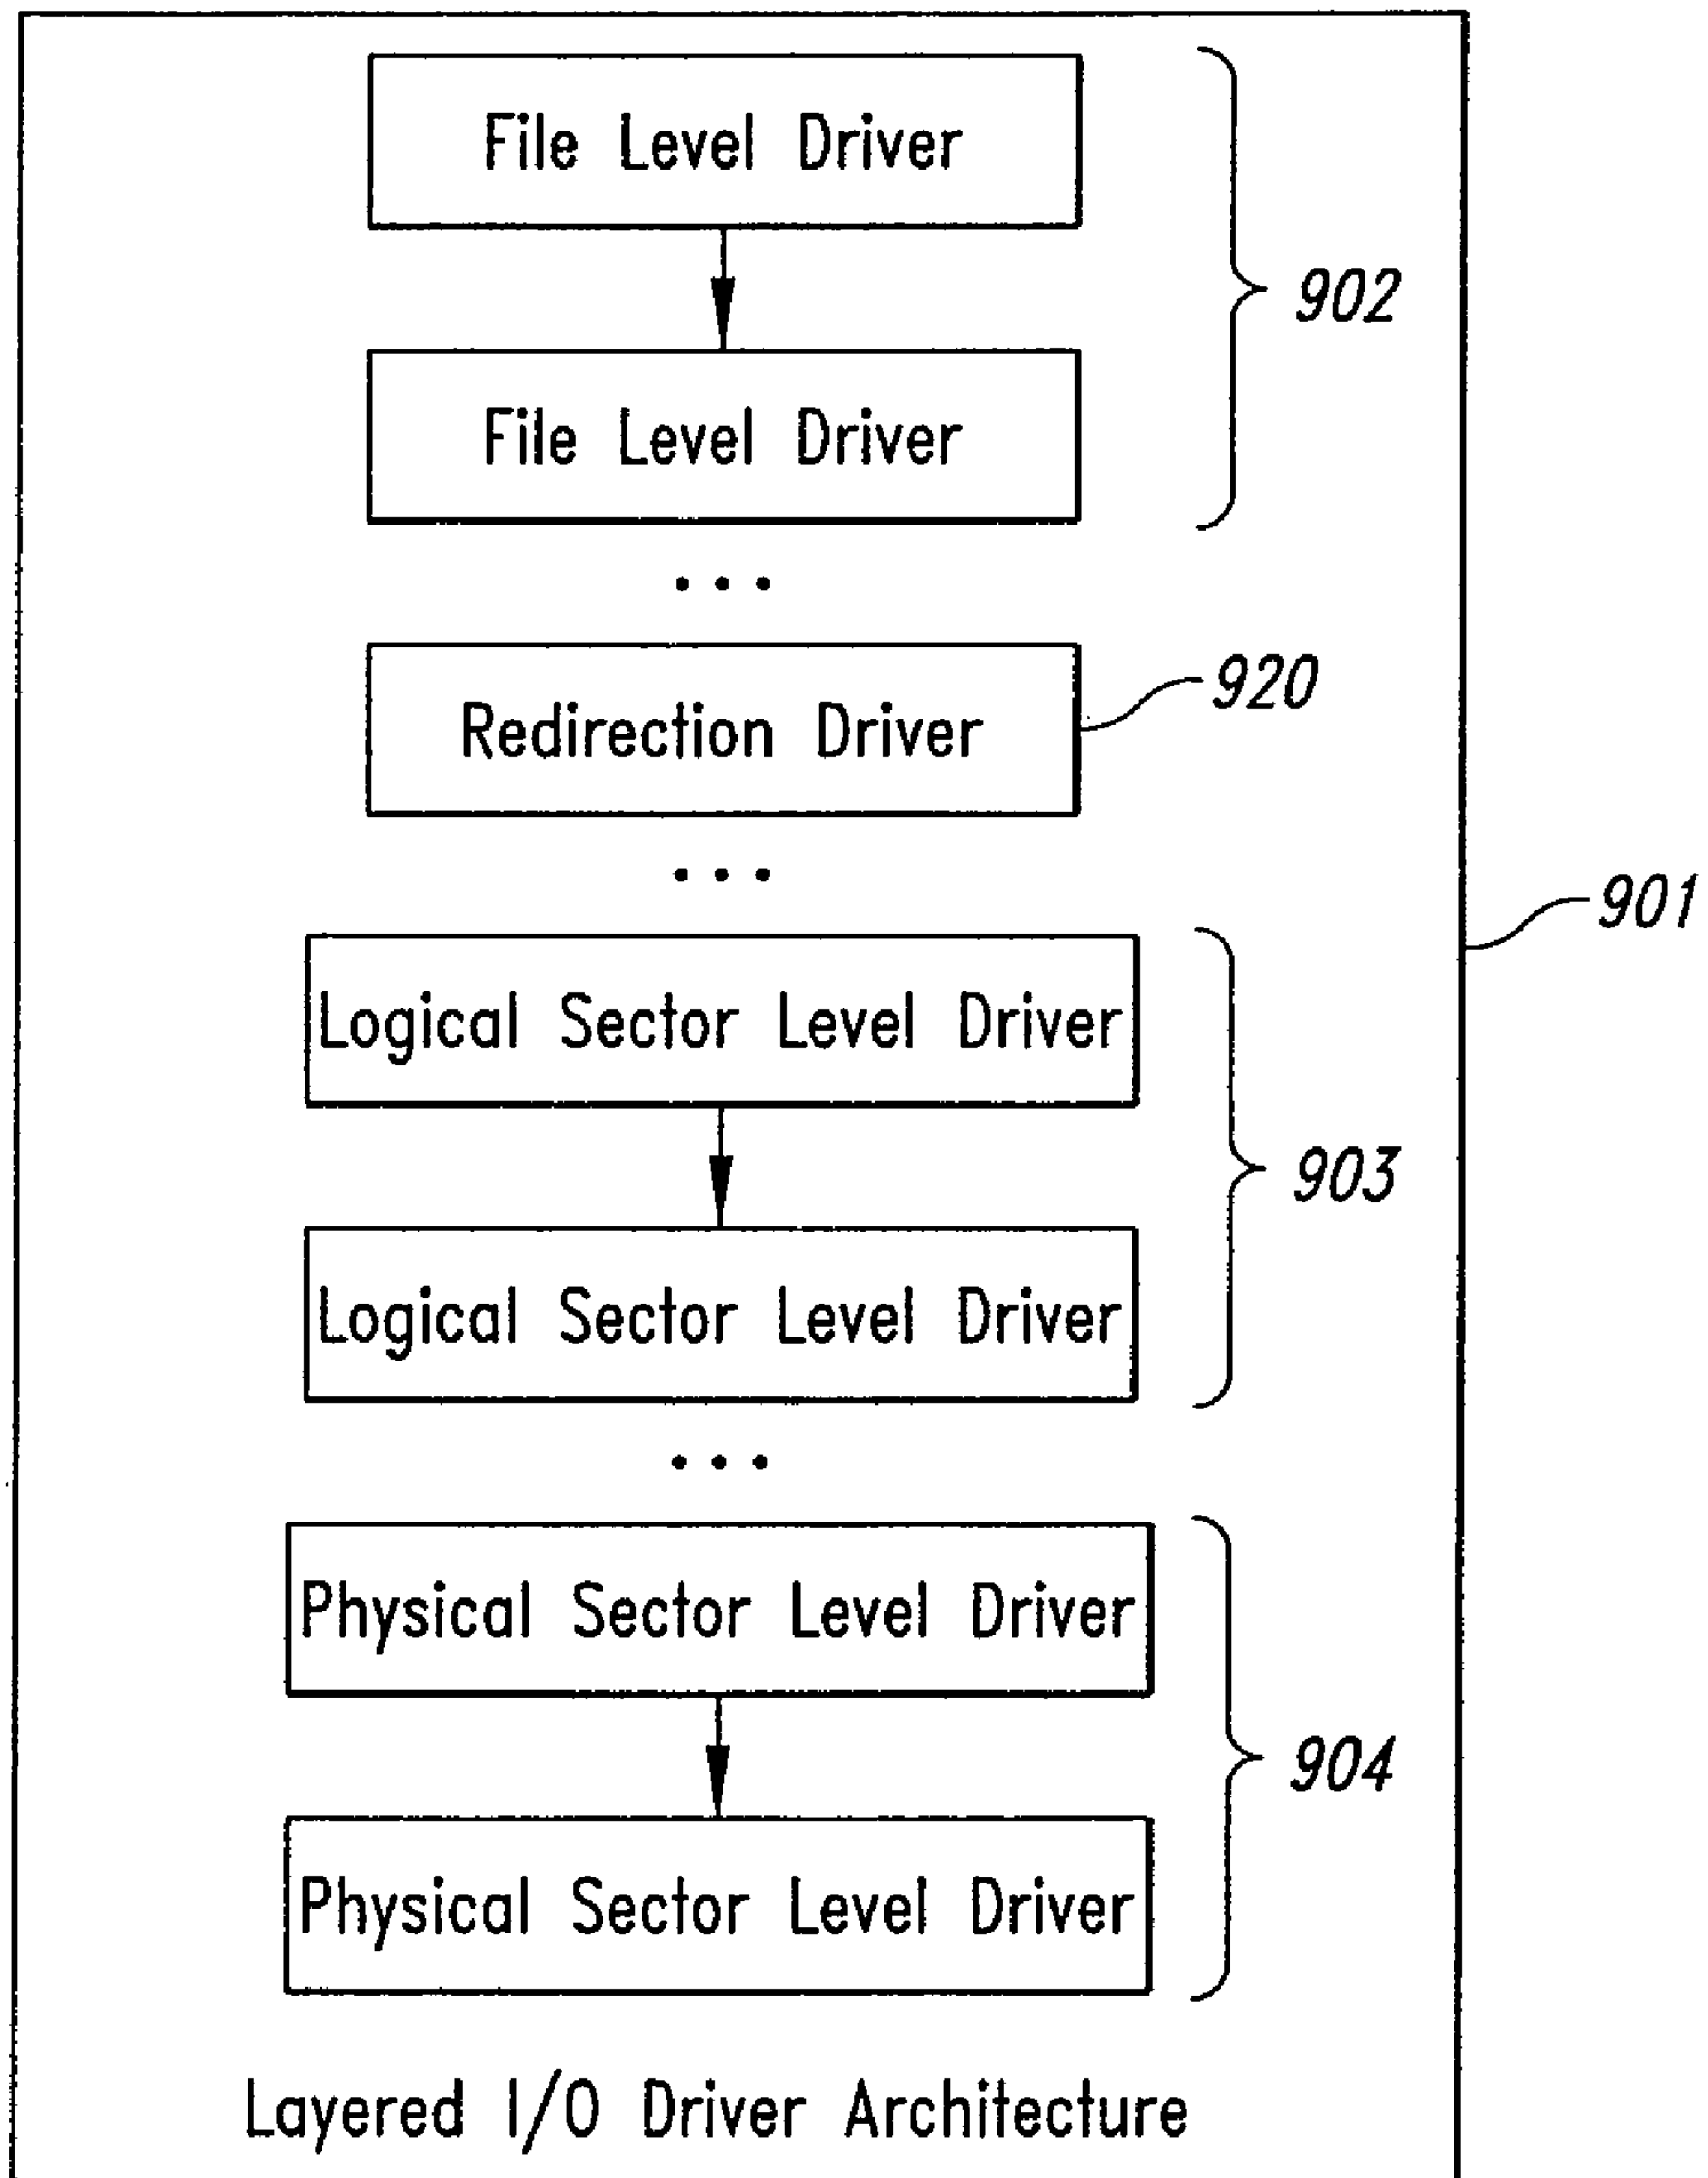 File Level Driver
902
File Level Driver
...
Redirection Driver
920
...
901
Logical Sector Level Driver
903
Logical Sector Level Driver
...
Physical Sector Level Driver
904
Physical Sector Level Driver
Layered I/O Driver Architecture